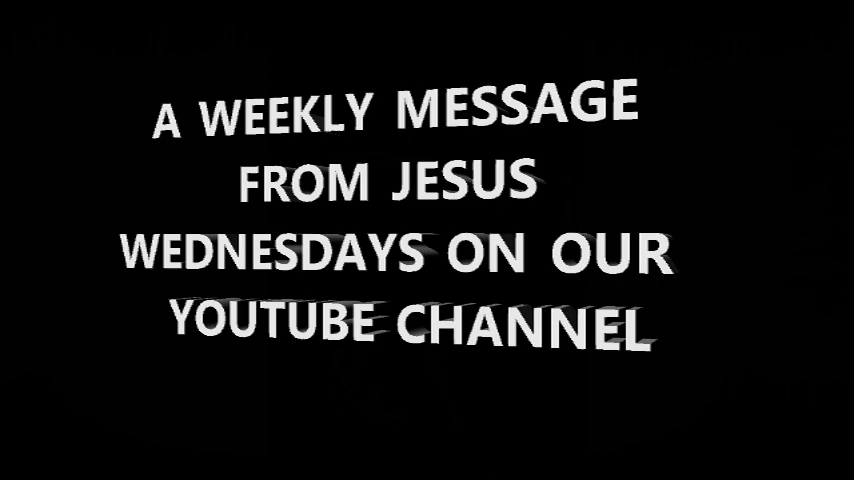 A WEEKLY MESSAGE
FROM JESUS
WEDNESDAYS ON OUR
YOUTUBE CHANNEL